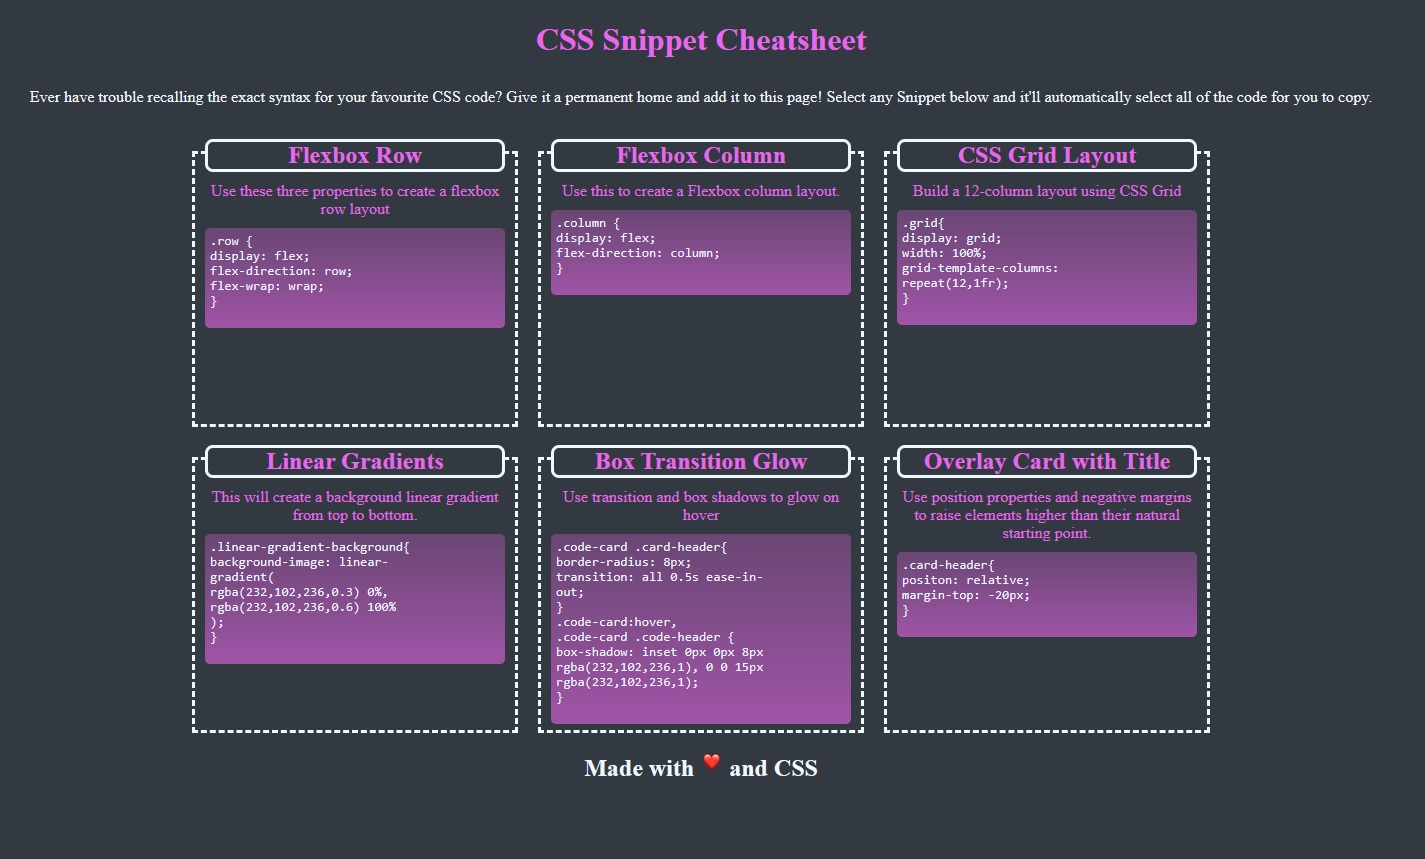 CSS Snippet Cheatsheet
Ever have trouble recalling the exact syntax for your favourite CSS code? Give it a permanent home and add it to this page! Select any Snippet below and it'll automatically select all of the code for you to copy.
Flexbox Row
Use these three properties to create a flexbox
row layout
.row {
display: flex;
flex-direction: row;
flex-wrap: wrap;
}
Flexbox Column
Use this to create a Flexbox column layout.
.column {
display: flex;
flex-direction: column;
}
CSS Grid Layout
Build a 12-column layout using CSS Grid
.grid{
display: grid;
width: 100%;
grid-template-columns:
repeat(12,1fr);
}
Linear Gradients
This will create a background linear gradient
from top to bottom.
.linear-gradient-background{
background-image: linear-
gradient(
rgba(232,102,236,0.3) 0%,
rgba(232,102,236,0.6) 100%
);
}
Box Transition Glow
Use transition and box shadows to glow on
hover
.code-card .card-header{
border-radius: 8px;
transition: all 0.5s ease-in-
out;
}
.code-card:hover,
.code-card .code-header {
box-shadow: inset 0px 0px 8px
rgba(232,102,236,1), 0 0 15px
rgba(232,102,236,1);
}
Overlay Card with Title
Use position properties and negative margins
to raise elements higher than their natural
starting point.
.card-header{
positon: relative;
margin-top: -20px;
}
Made with ❤️ and CSS